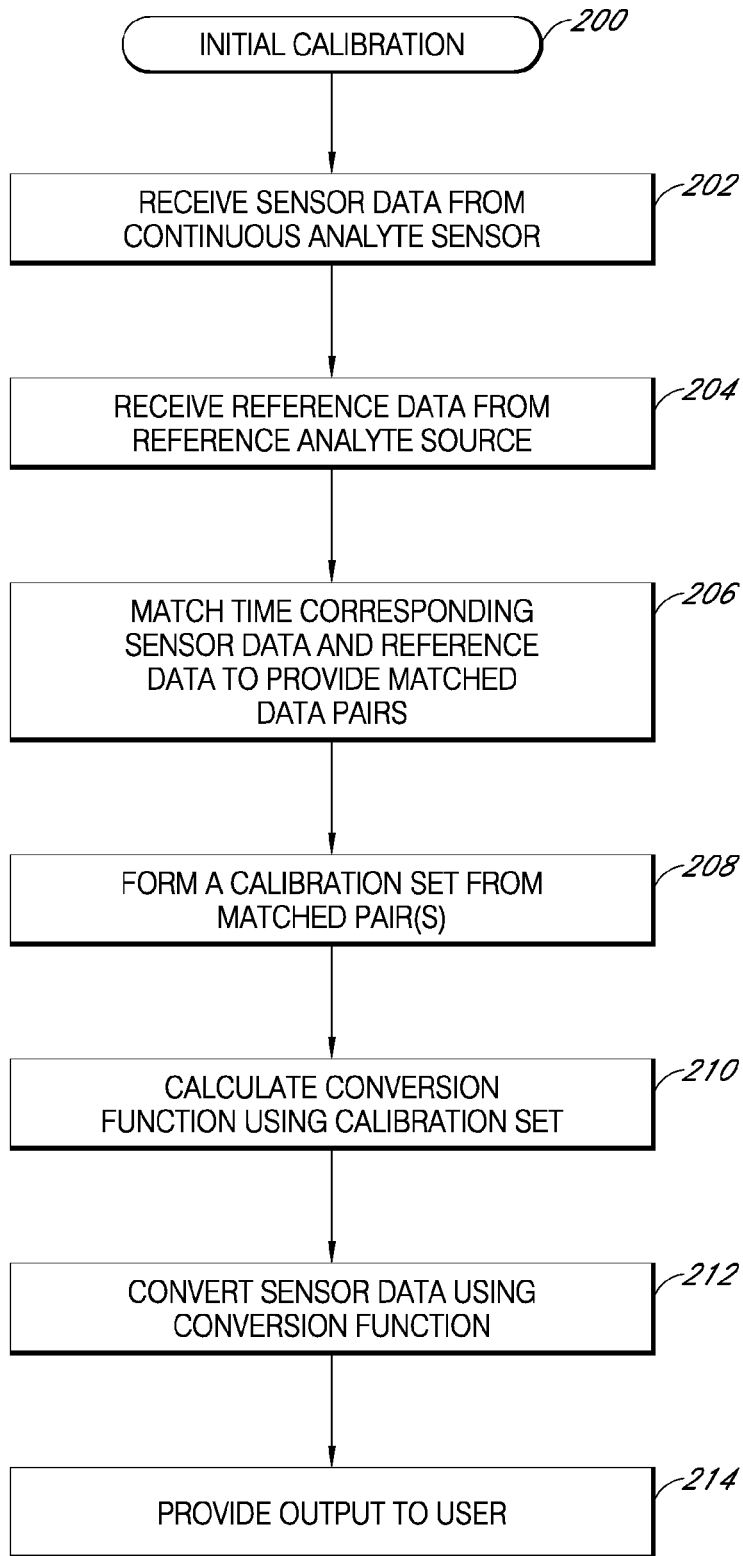 INITIAL CALIBRATION
200
RECEIVE SENSOR DATA FROM
CONTINUOUS ANALYTE SENSOR
202
RECEIVE REFERENCE DATA FROM
REFERENCE ANALYTE SOURCE
204
MATCH TIME CORRESPONDING
SENSOR DATA AND REFERENCE
DATA TO PROVIDE MATCHED
DATA PAIRS
206
FORM A CALIBRATION SET FROM
MATCHED PAIR(S)
208
CALCULATE CONVERSION
FUNCTION USING CALIBRATION SET
210
CONVERT SENSOR DATA USING
CONVERSION FUNCTION
212
PROVIDE OUTPUT TO USER
214